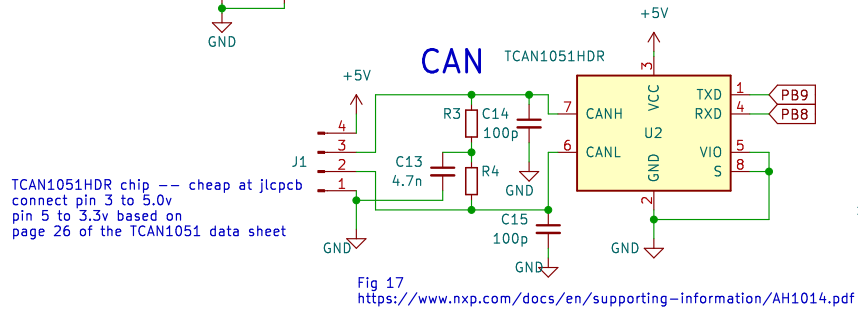 +5V
GND
CAN
TCAN1051HDR
+5V
3
VCC
TXD
1
PB9
R3
C14
100p
7
CANH
RXD
4
PB8
4
U2
J1
3
C13
4.7n
R4
6
CANL
GND
VIO
5
2
S
8
1
GND
2
TCAN1051HDR chip -- cheap at jlcpcb
connect pin 3 to 5.0v
pin 5 to 3.3v based on
page 26 of the TCAN1051 data sheet
C15
100p
GND
GND
GND
Fig 17
https://www.nxp.com/docs/en/supporting-information/AH1014.pdf